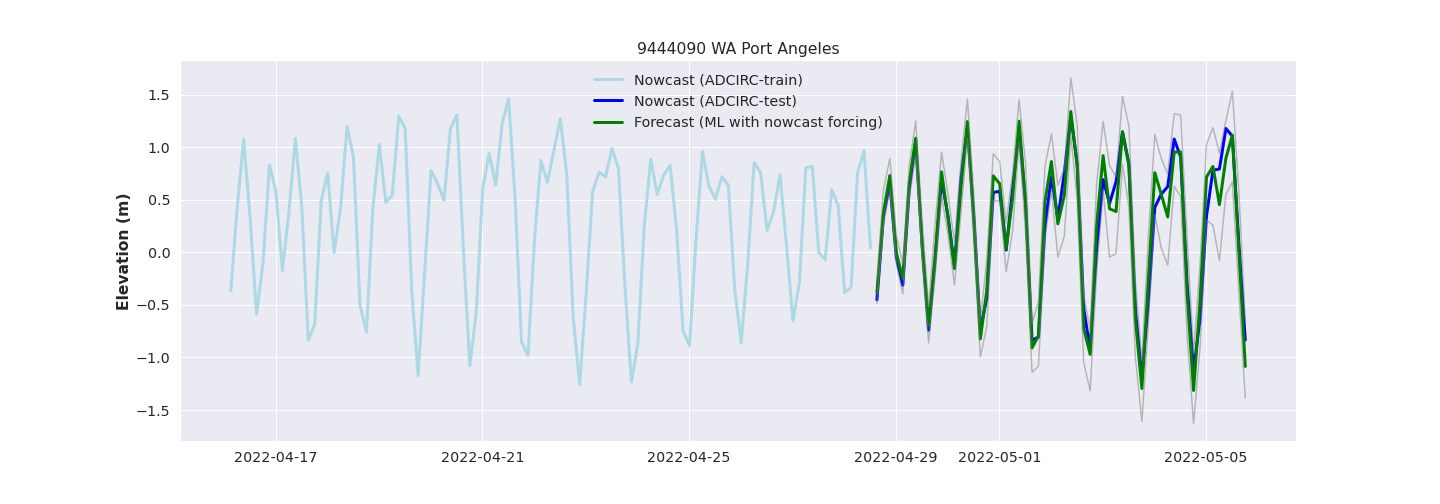 9444090 WA Port Angeles
Nowcast (ADCIRC-train)
Nowcast (ADCIRC-test)
Forecast (ML with nowcast forcing)
Elevation (m)
1.5
1.0
0.5
0.0
−0.5
−1.0
−1.5
2022-04-17 2022-04-21 2022-04-25 2022-04-29 2022-05-01 2022-05-05